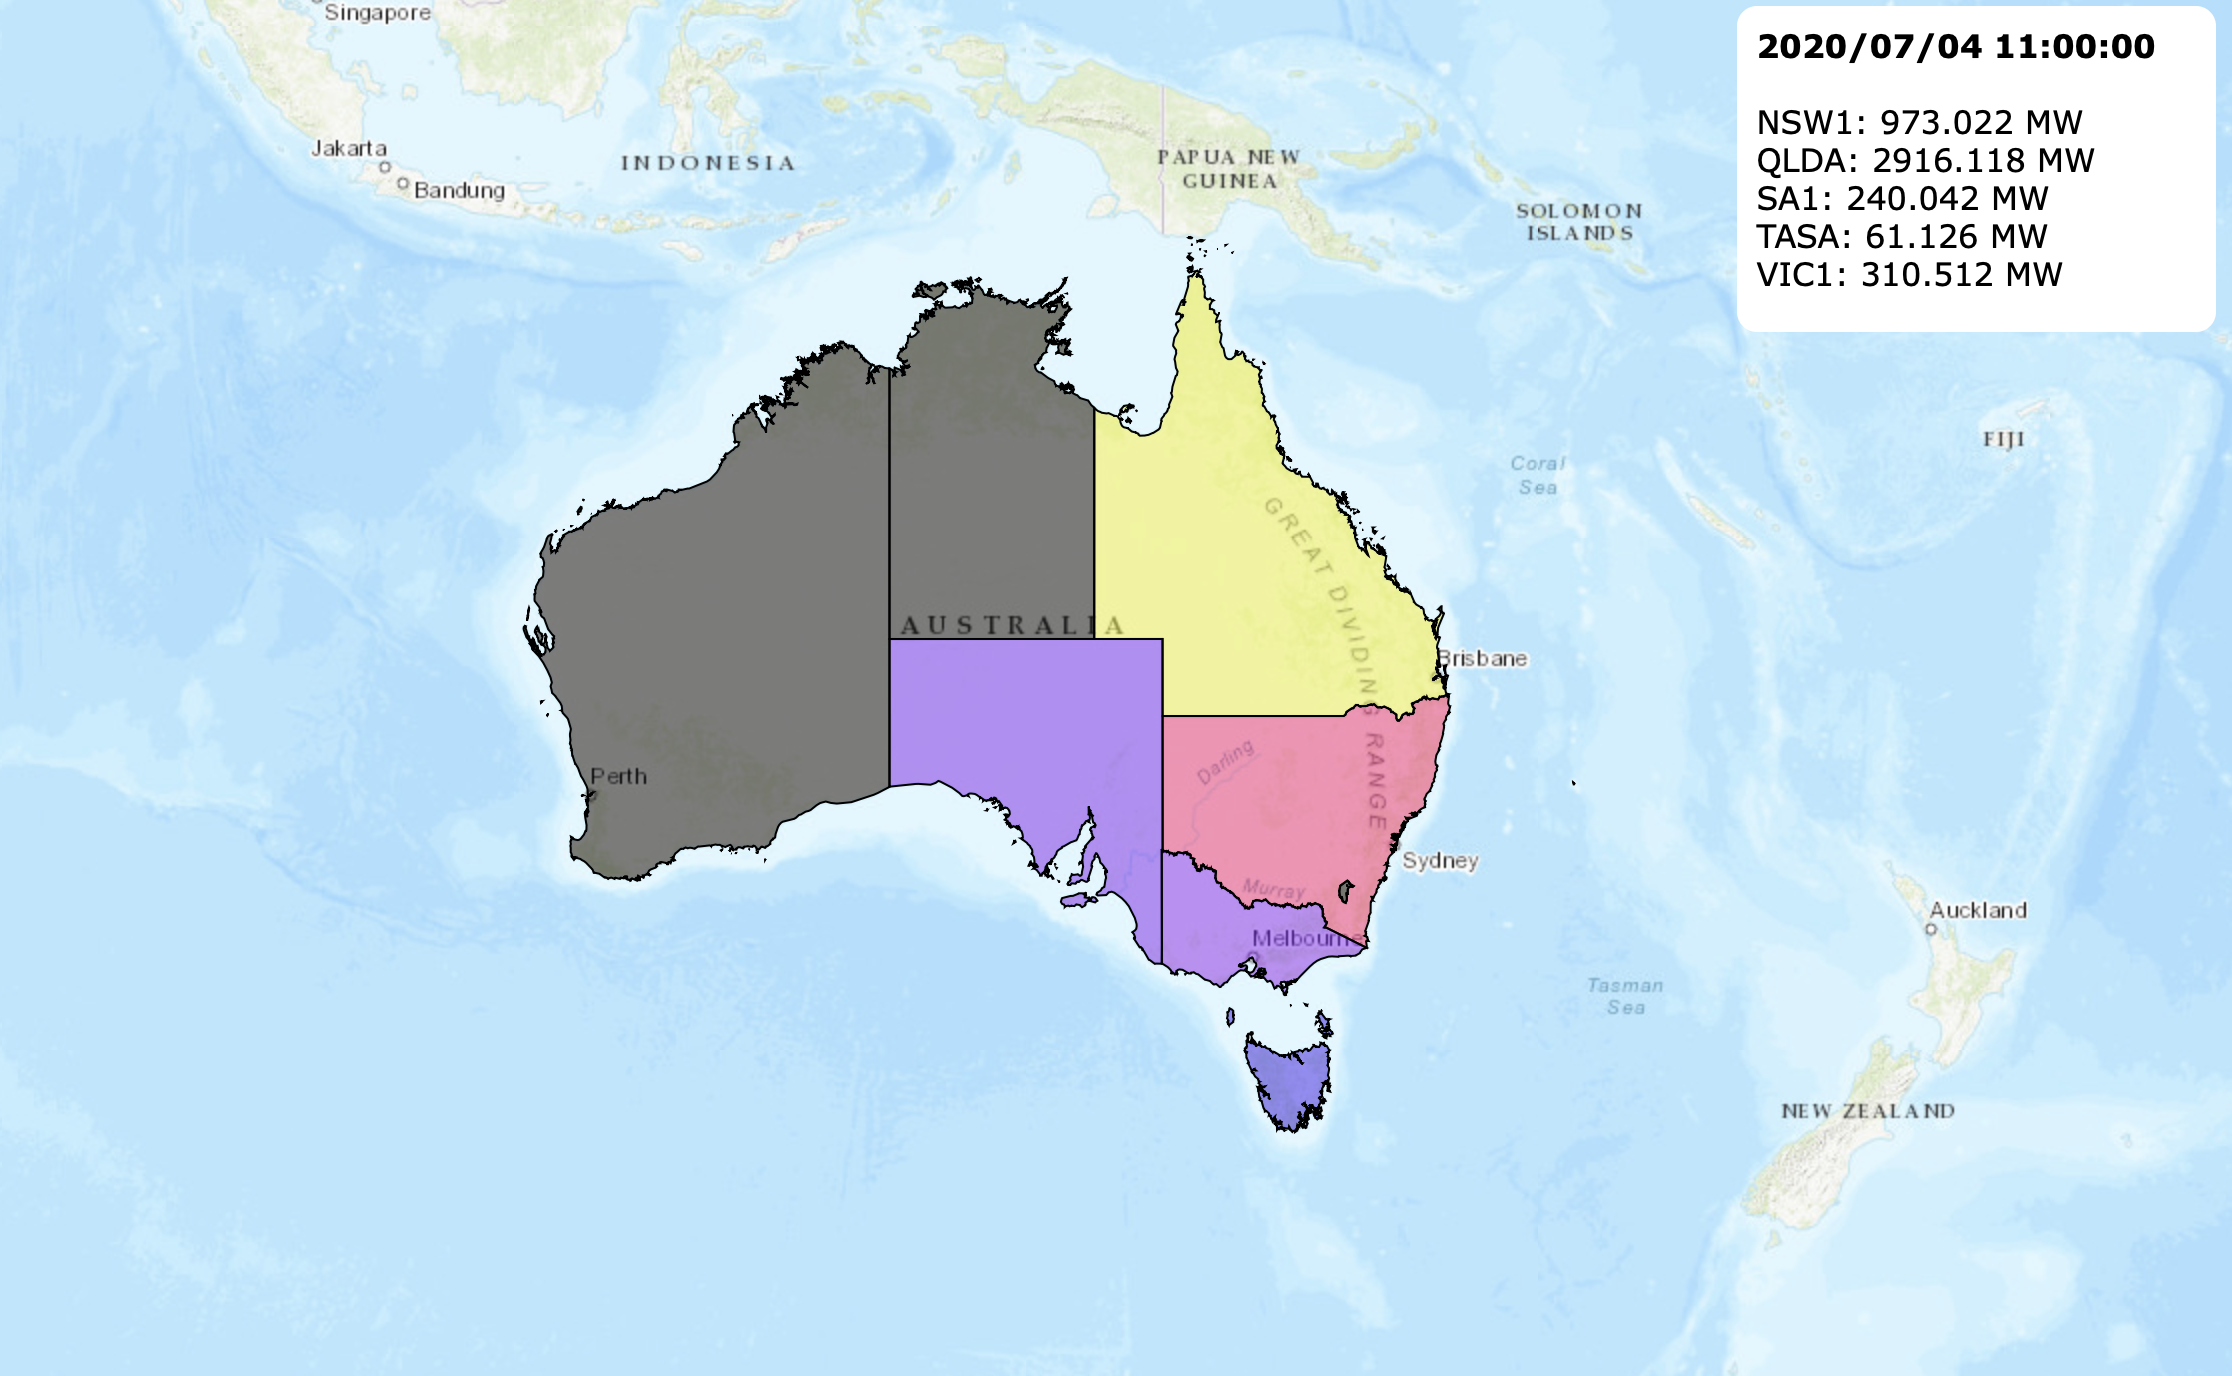 Singapore
2020/07/04 11:00:00
NSW1: 973.022 MW
QLDA: 2916.118 MW
SA1: 240.042 MW
TASA: 61.126 MW
VIC1: 310.512 MW
Jakarta
Bandung
INDONESIA
PAPUA NEW
GUINEA
SOLOMON
ISLANDS
FIJI
Coral
Sea
GREAT DIVIDING RANGE
AUSTRALIA
Brisbane
Perth
Darling
Sydney
Murray
Melbourne
Auckland
Tasman
Sea
NEW ZEALAND